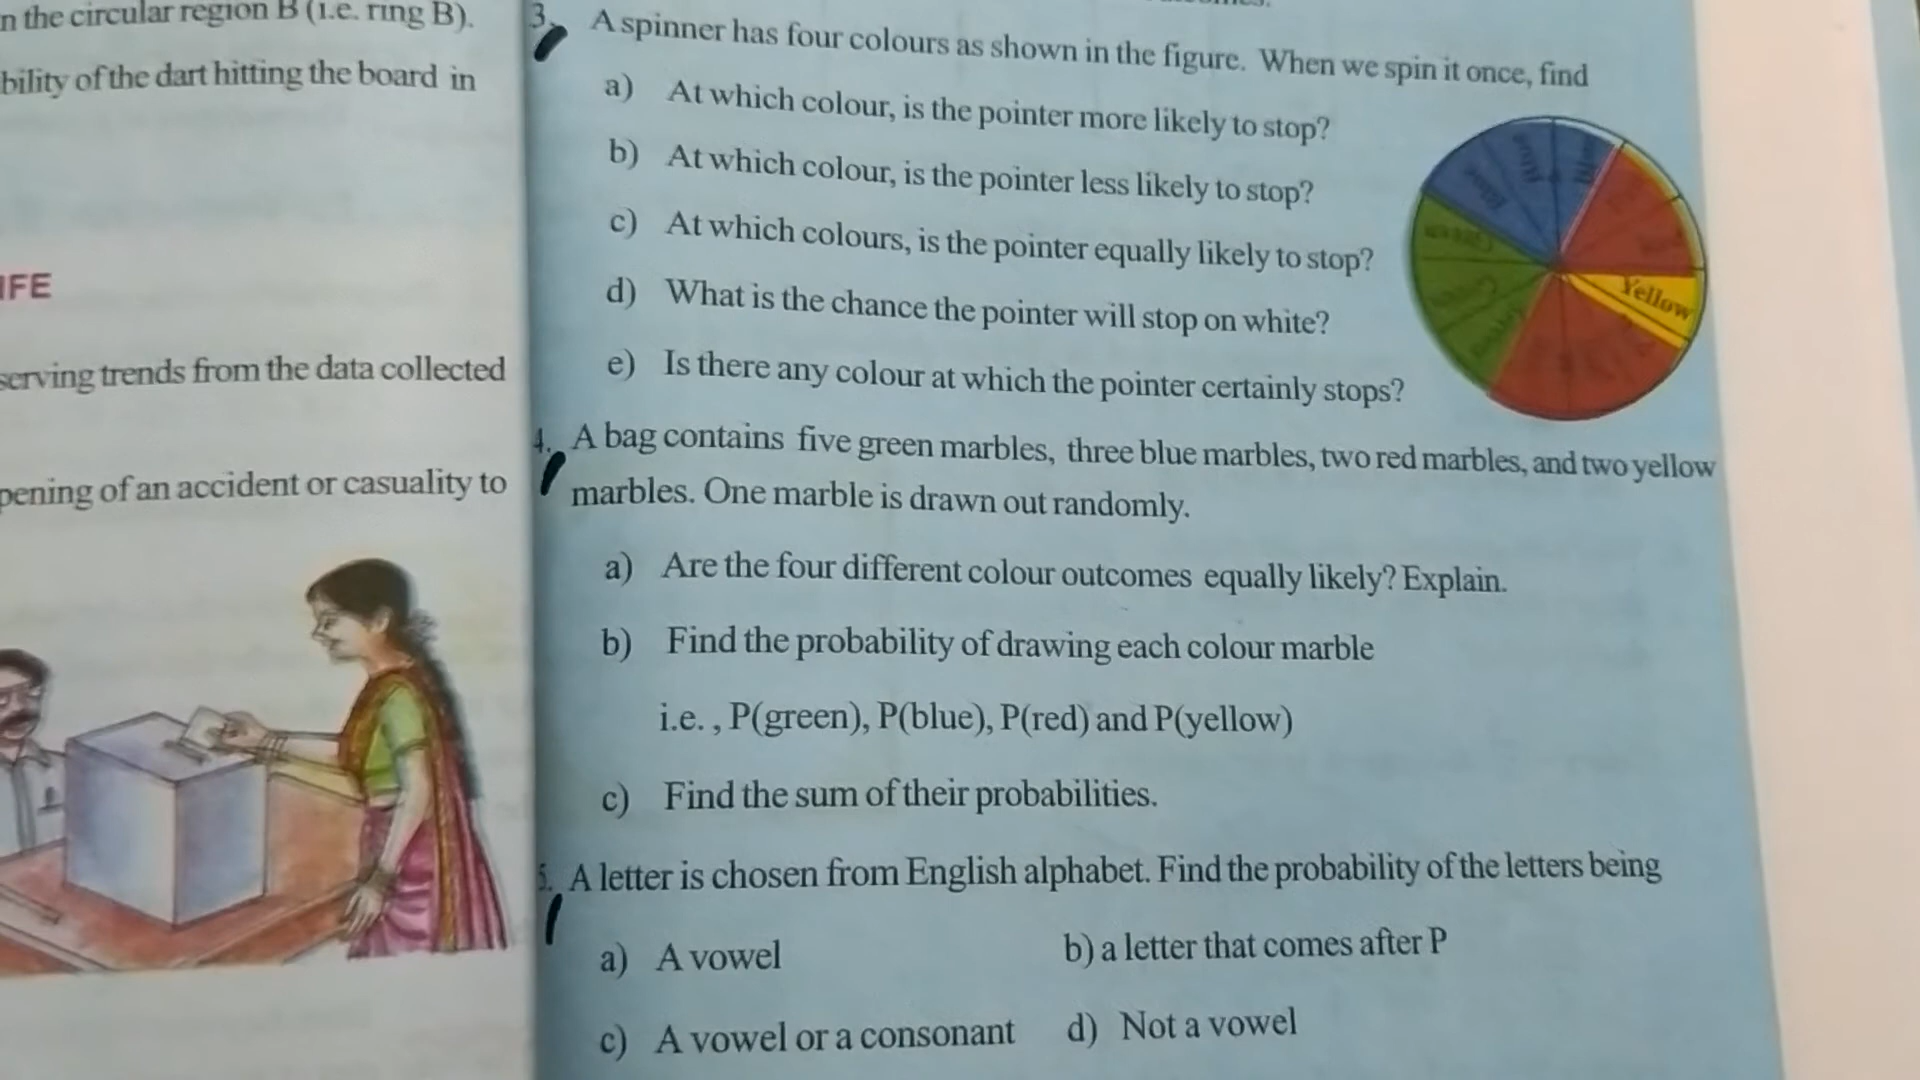 n the circular region B (i.e. ring B).
bility of the dart hitting the board in
IFE
serving trends from the data collected
pening of an accident or casuality to
3. A spinner has four colours as shown in the figure. When we spin it once, find
a) At which colour, is the pointer more likely to stop?
b) At which colour, is the pointer less likely to stop?
c) At which colours, is the pointer equally likely to stop?
d) What is the chance the pointer will stop on white?
e) Is there any colour at which the pointer certainly stops?
Yellow
4. A bag contains five green marbles, three blue marbles, two red marbles, and two yellow
marbles. One marble is drawn out randomly.
a) Are the four different colour outcomes equally likely? Explain.
b) Find the probability of drawing each colour marble
i.e. , P(green), P(blue), P(red) and P(yellow)
c) Find the sum of their probabilities.
5. A letter is chosen from English alphabet. Find the probability of the letters being
a) A vowel b) a letter that comes after P
c) A vowel or a consonant d) Not a vowel